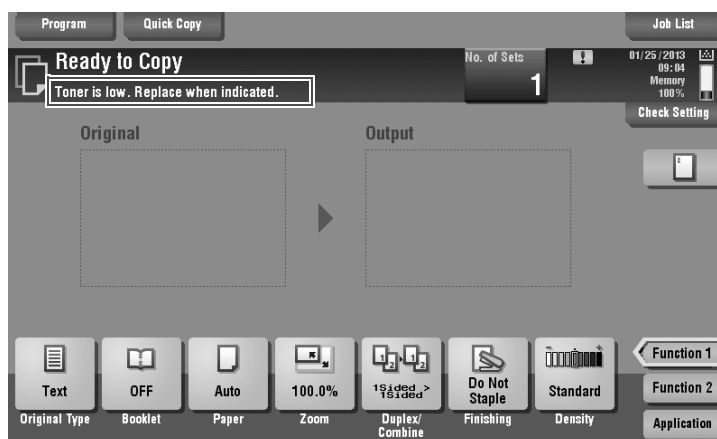 Program
Quick Copy
Job List
Ready to Copy
Toner is low. Replace when indicated.
No. of Sets
1
01/25/2013
09:04
Memory
100%
Check Setting
Original
Output
Text
OFF
Auto
100.0%
1Sided >
1Sided
Do Not
Staple
Standard
Original Type
Booklet
Paper
Zoom
Duplex/
Combine
Finishing
Density
Function 1
Function 2
Application